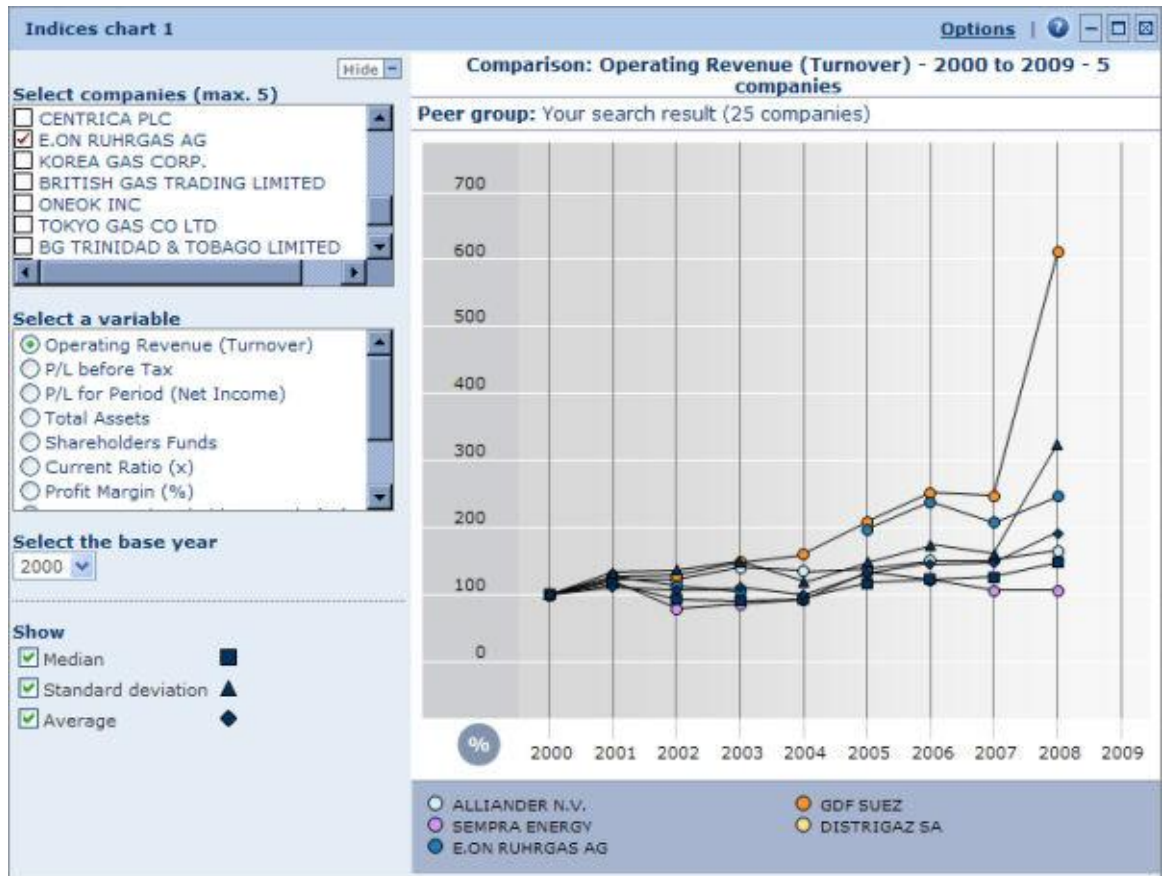 Indices chart 1
Options | ?
Hide
Select companies (max. 5)
CENTRICA PLC
E.ON RUHRGAS AG
KOREA GAS CORP.
BRITISH GAS TRADING LIMITED
ONEOK INC
TOKYO GAS CO LTD
BG TRINIDAD & TOBAGO LIMITED
Select a variable
Operating Revenue (Turnover)
P/L before Tax
P/L for Period (Net Income)
Total Assets
Shareholders Funds
Current Ratio (x)
Profit Margin (%)
Select the base year
2000
Show
Median
Standard deviation
Average
Comparison: Operating Revenue (Turnover) - 2000 to 2009 - 5
companies
Peer group: Your search result (25 companies)
700
600
500
400
300
200
100
0
% 2000 2001 2002 2003 2004 2005 2006 2007 2008 2009
ALLIANDER N.V.
SEMPRA ENERGY
E.ON RUHRGAS AG
GDF SUEZ
DISTRIGAZ SA